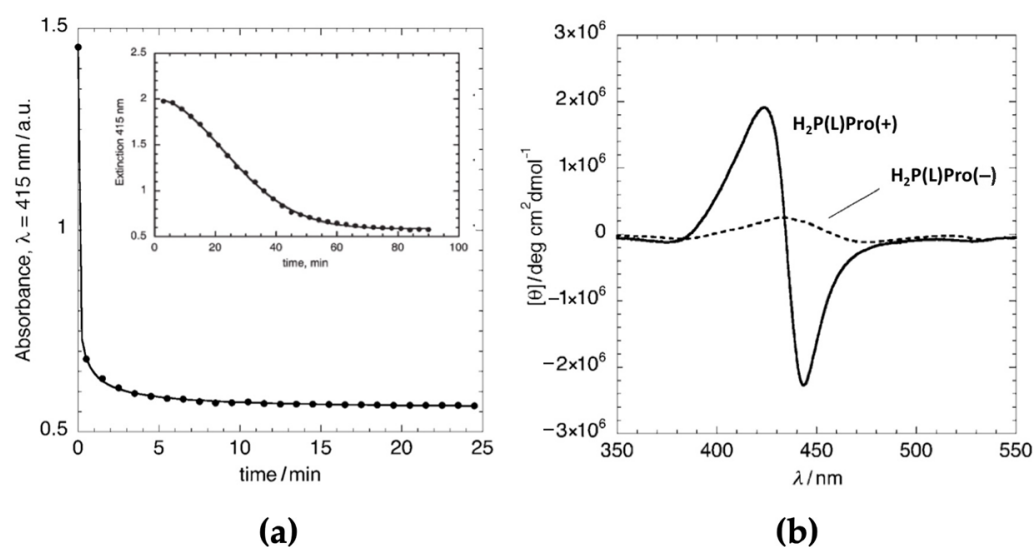 1.5
1
0.5
Absorbance, λ = 415 nm/a.u.
0 5 10 15 20 25
time/min
2.5
2
1.5
1
0.5
Extinction 415 nm
0 20 40 60 80 100
time, min
(a)
3×10⁶
2×10⁶
1×10⁶
0
−1×10⁶
−2×10⁶
−3×10⁶
[θ]/deg cm² dmol⁻¹
H₂P(L)Pro(+)
H₂P(L)Pro(−)
350 400 450 500 550
λ/nm
(b)